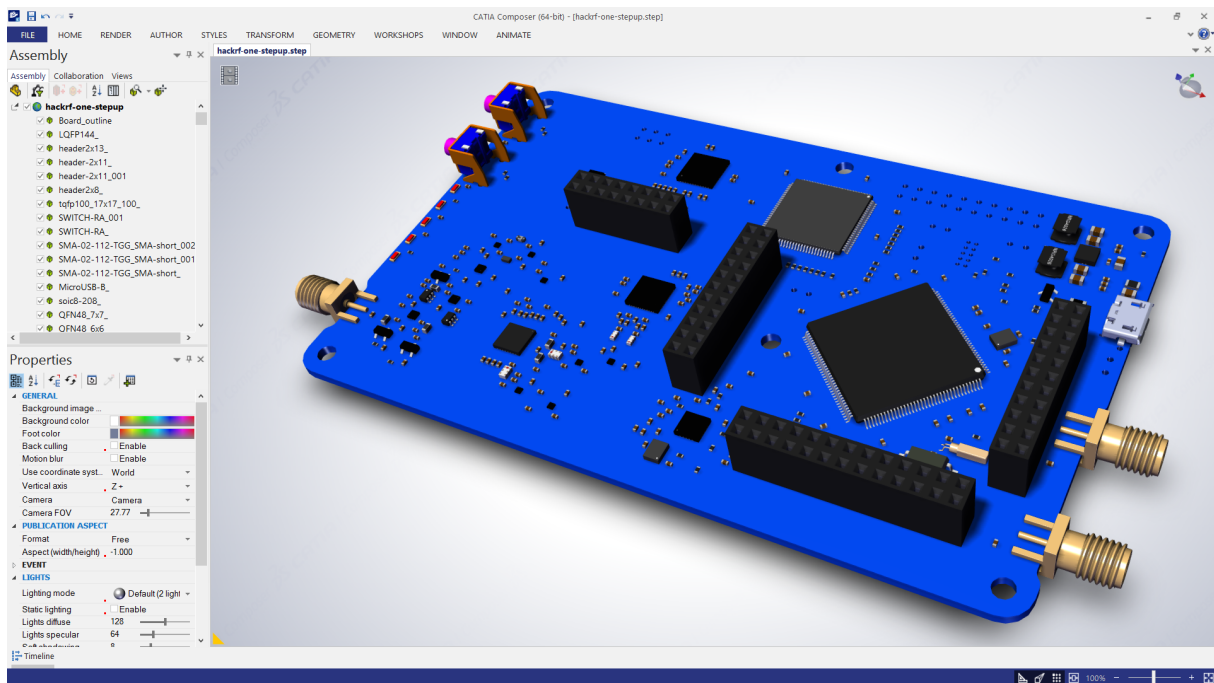 CATIA Composer (64-bit) - [hackrf-one-stepup.step]
FILE HOME RENDER AUTHOR STYLES TRANSFORM GEOMETRY WORKSHOPS WINDOW ANIMATE
Assembly
hackrf-one-stepup.step
Assembly Collaboration Views
hackrf-one-stepup
Board_outline
LQFP144_
header2x13_
header-2x11_
header-2x11_001
header2x8_
tqfp100_17x17_100_
SWITCH-RA_001
SWITCH-RA_
SMA-02-112-TGG_SMA-short_002
SMA-02-112-TGG_SMA-short_001
SMA-02-112-TGG_SMA-short_
MicroUSB-B_
soic8-208_
QFN48_7x7_
QFN48_6x6
Properties
GENERAL
Background image ...
Background color
Foot color
Back culling Enable
Motion blur Enable
Use coordinate syst... World
Vertical axis Z +
Camera Camera
Camera FOV 27.77
PUBLICATION ASPECT
Format Free
Aspect (width/height) -1.000
EVENT
LIGHTS
Lighting mode Default (2 light
Static lighting Enable
Lights diffuse 128
Lights specular 64
Soft shadowing 8
Timeline
100%